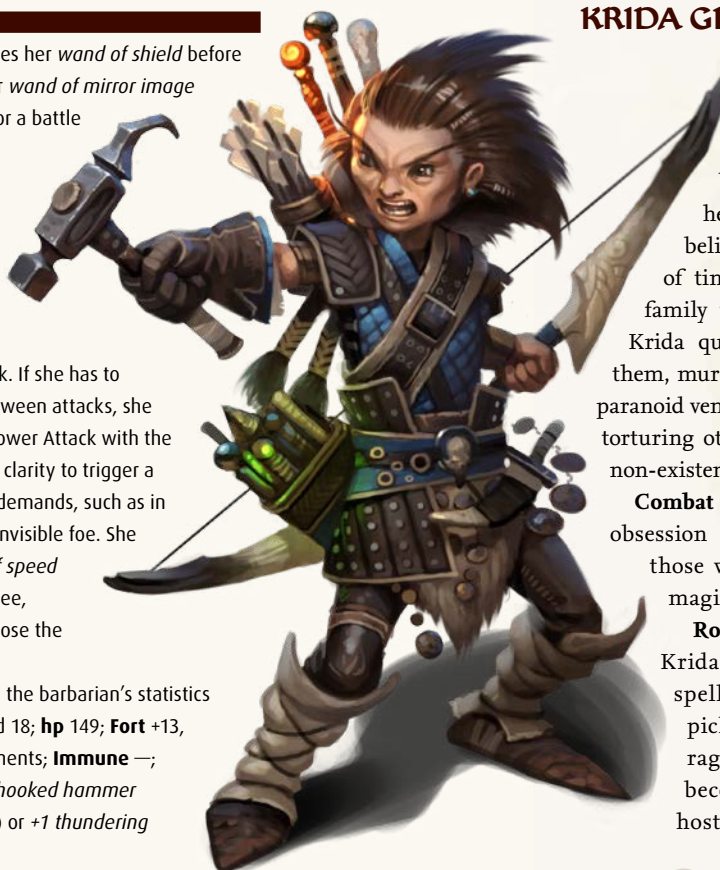 es her wand of shield before
r wand of mirror image
or a battle
k. If she has to
ween attacks, she
ower Attack with the
clarity to trigger a
demands, such as in
nvisible foe. She
f speed
ee,
ose the
the barbarian's statistics
d 18; hp 149; Fort +13,
nents; Immune —;
hooked hammer
) or +1 thundering
KRIDA GI
he
beli
of tin
family
Krida qu
them, mur
paranoid ven
torturing ot
non-existen
Combat
obsession
those w
magi
Ro
Krida
spell
pic
rag
bec
host